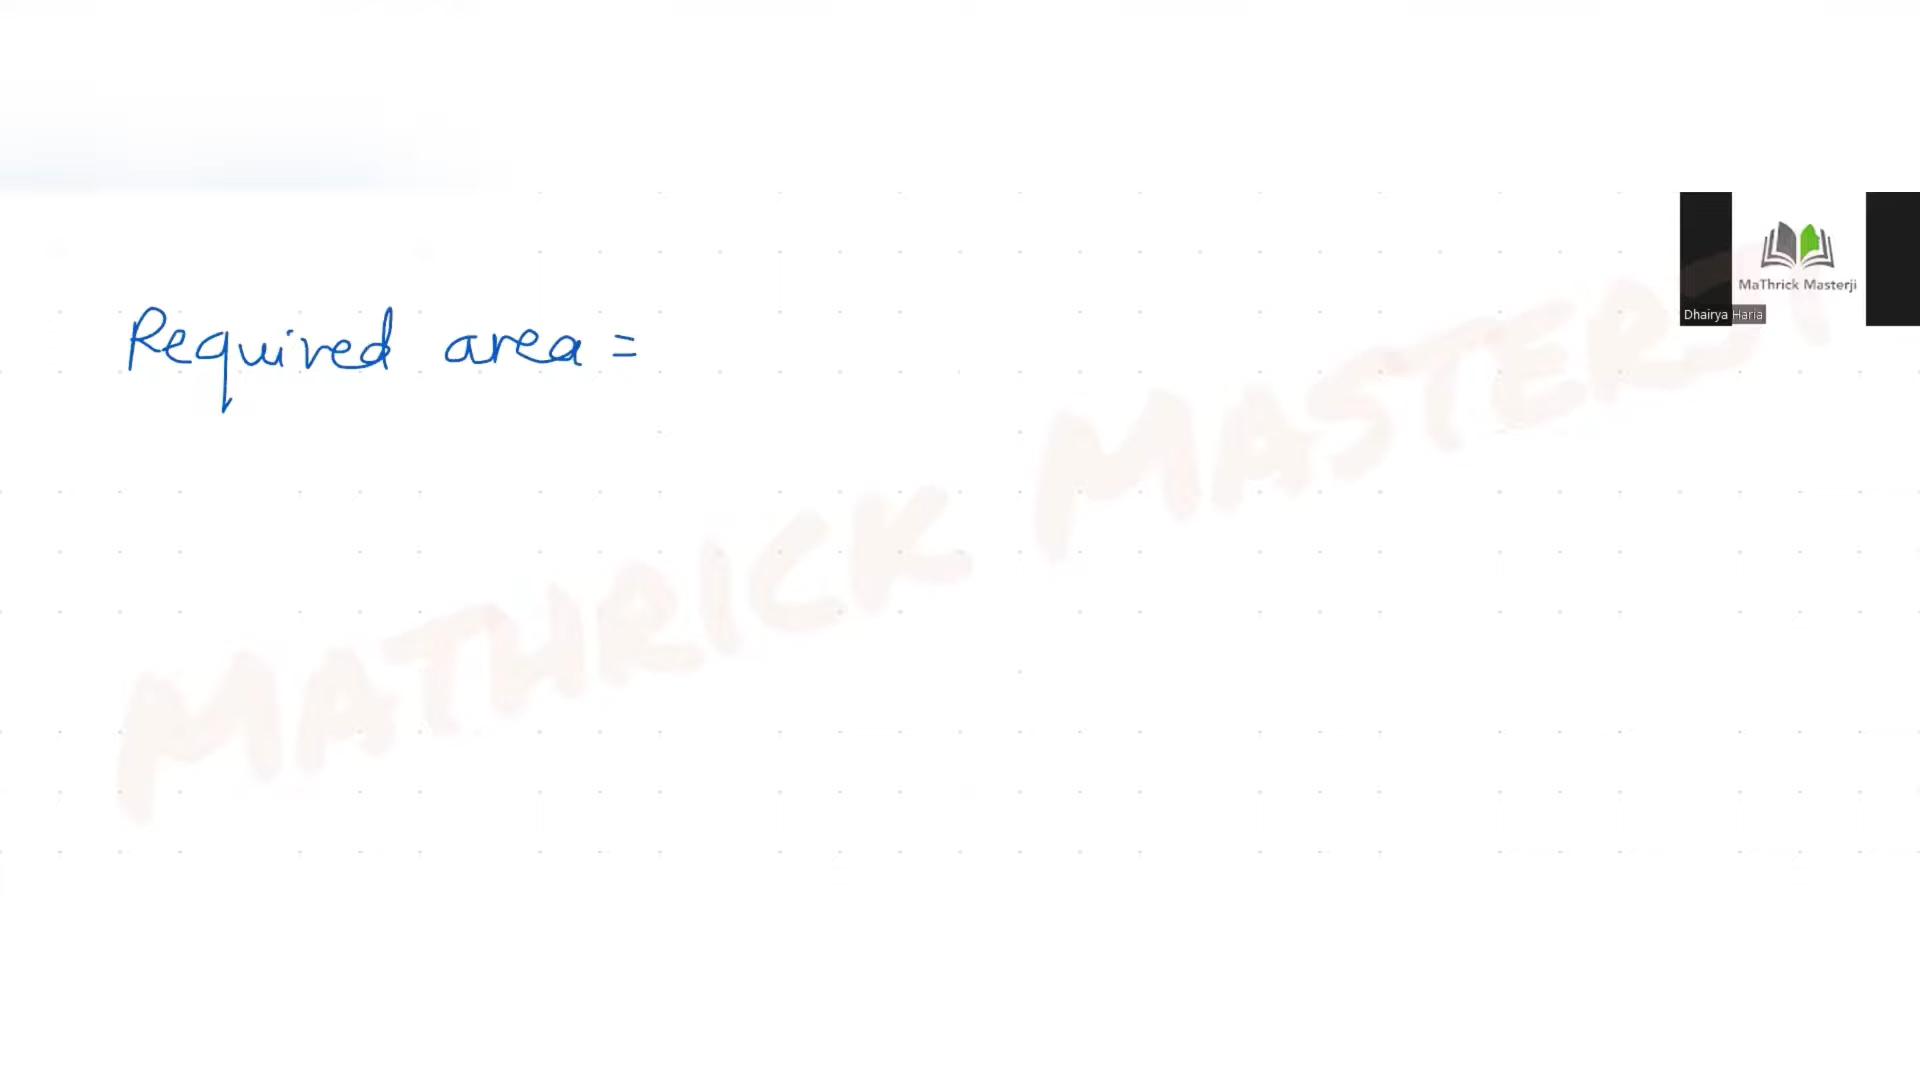 MaThrick Masterji
Dhairya Haria
Required area =
MATHRICK MASTERJI